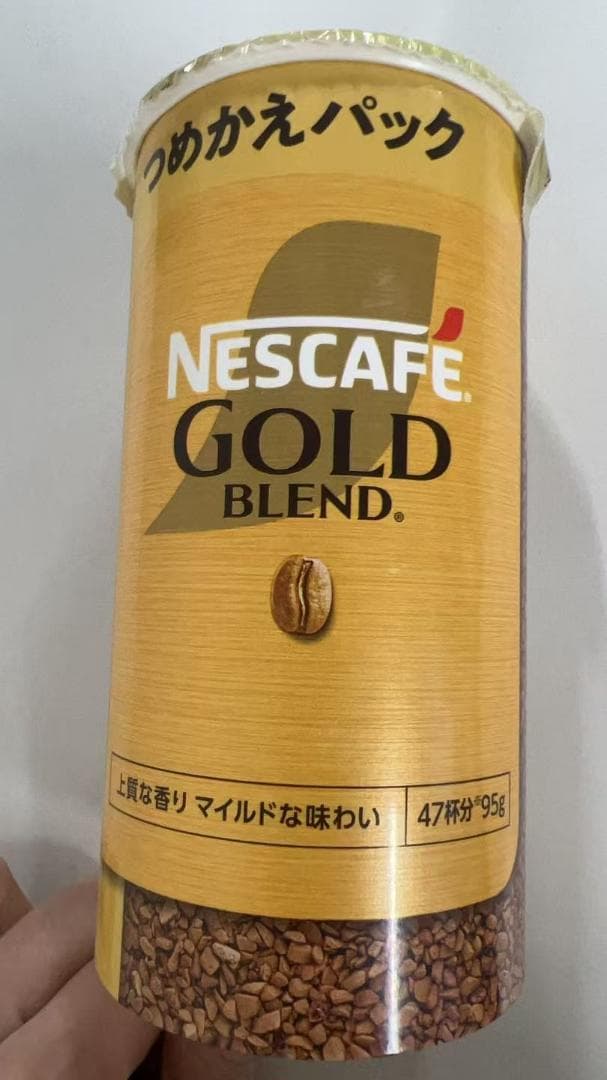 つめかえパック
NESCAFÉ®
GOLD
BLEND®
上質な香り マイルドな味わい
47杯分※95g